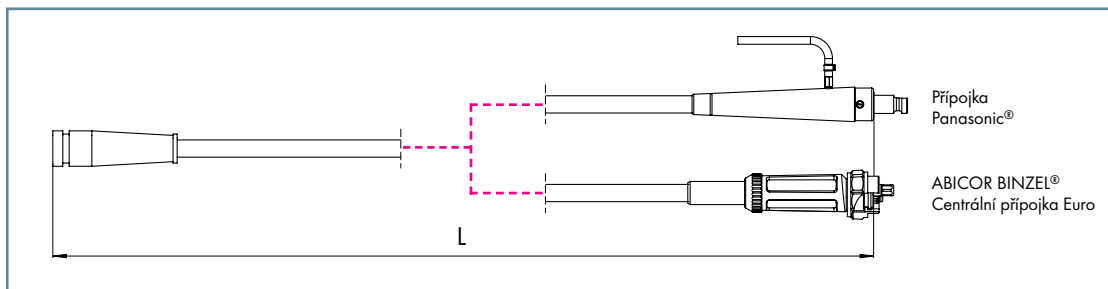 Přípojka
Panasonic®
ABICOR BINZEL®
Centrální přípojka Euro
L